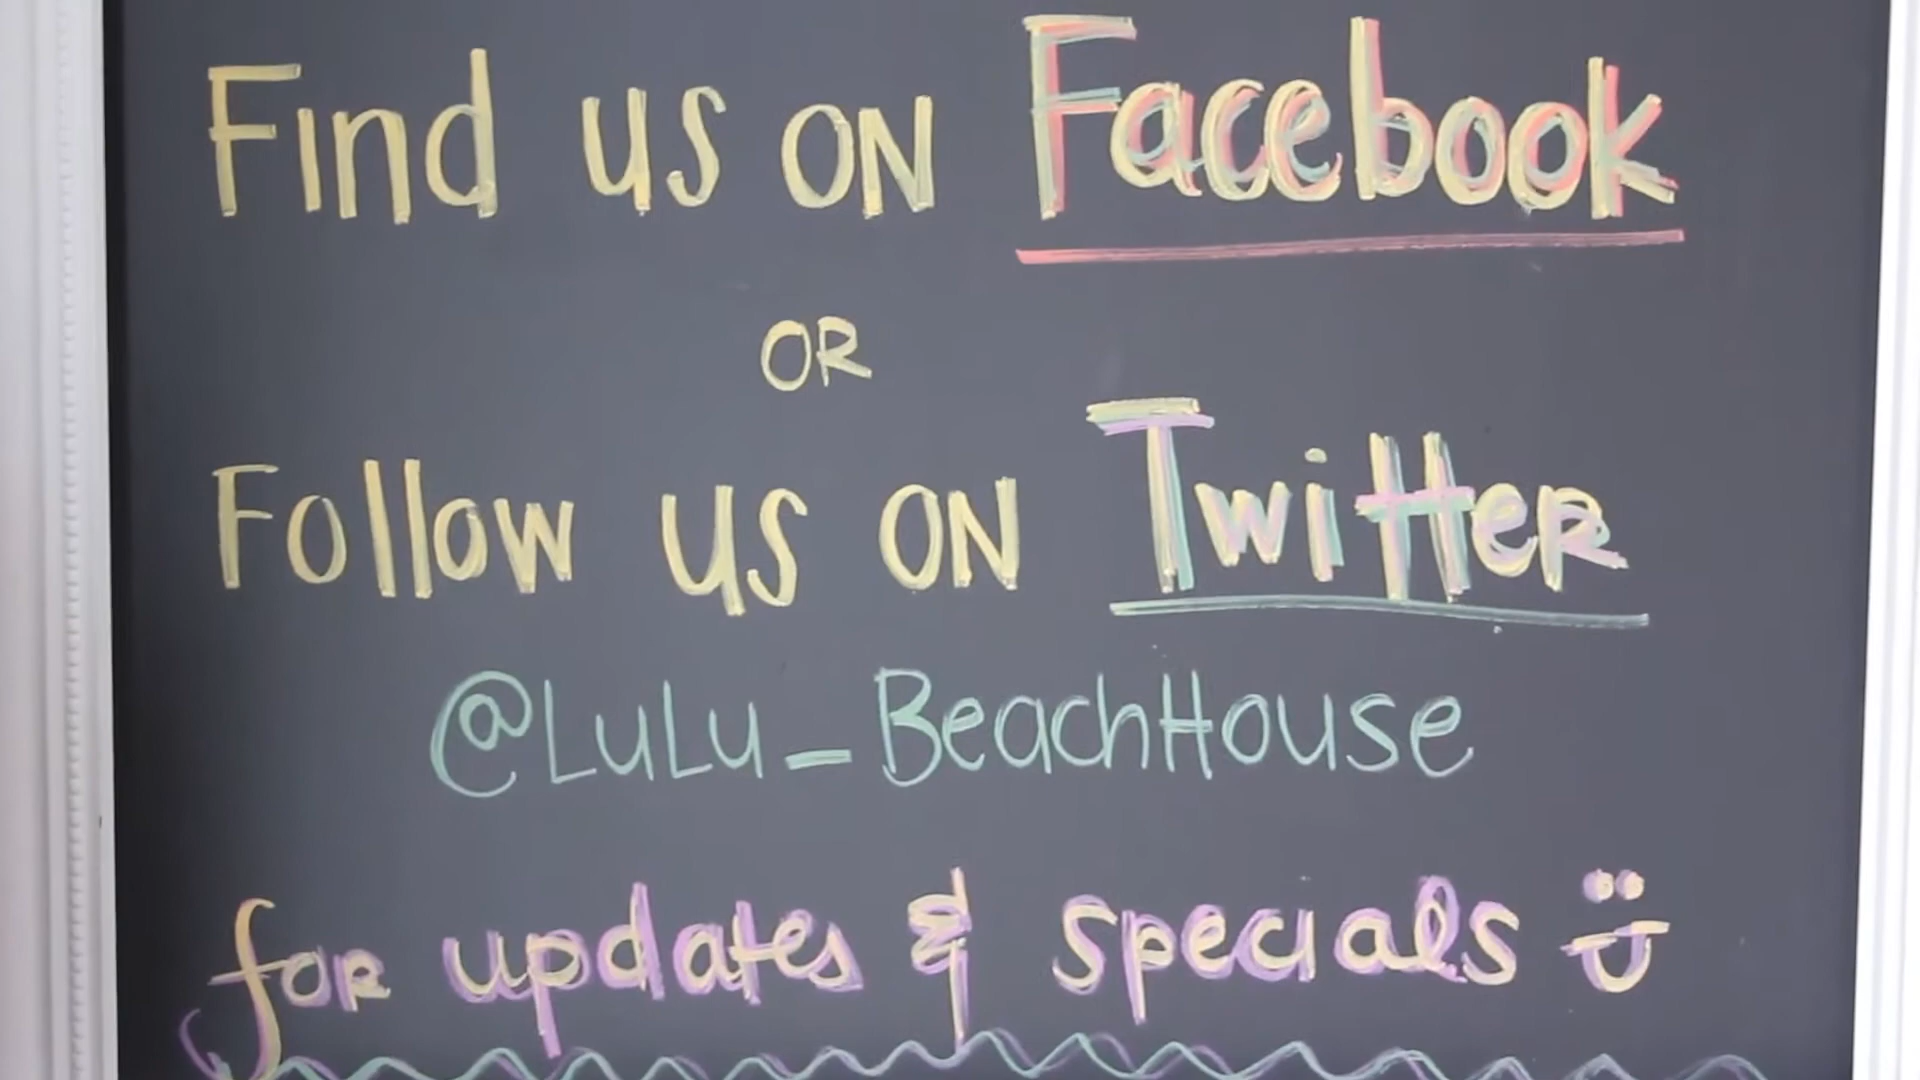 Find us on Facebook
OR
Follow us on Twitter
@LuLu_BeachHouse
for updates & specials